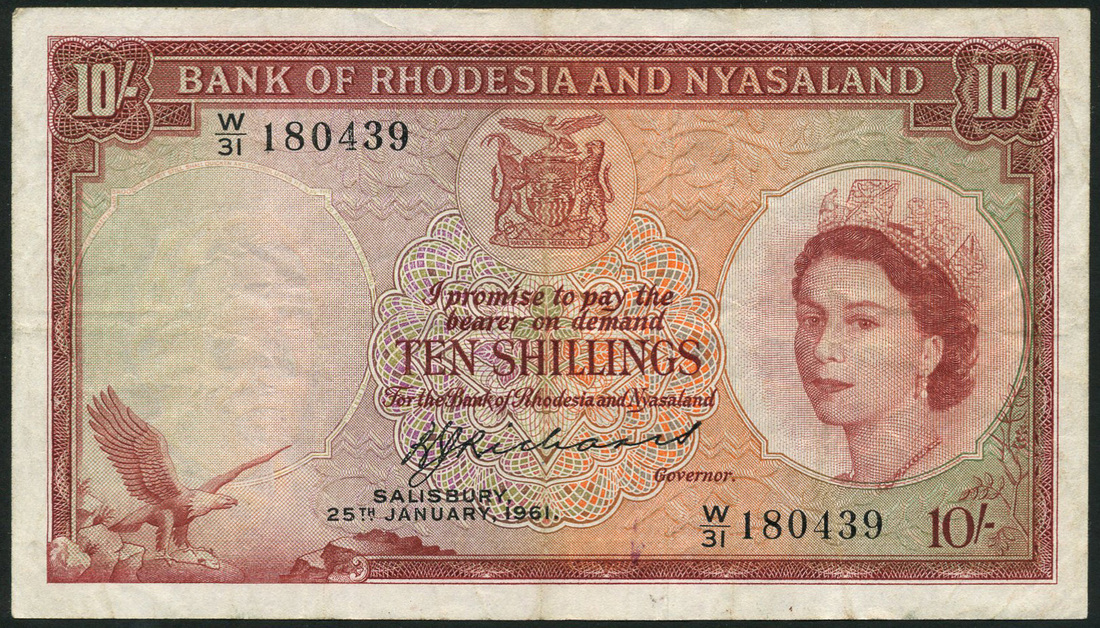 10/-
BANK OF RHODESIA AND NYASALAND
10/-
W/31 180439
I promise to pay the
bearer on demand
TEN SHILLINGS
For the Bank of Rhodesia and Nyasaland
Governor.
SALISBURY,
25TH JANUARY, 1961.
W/31 180439
10/-